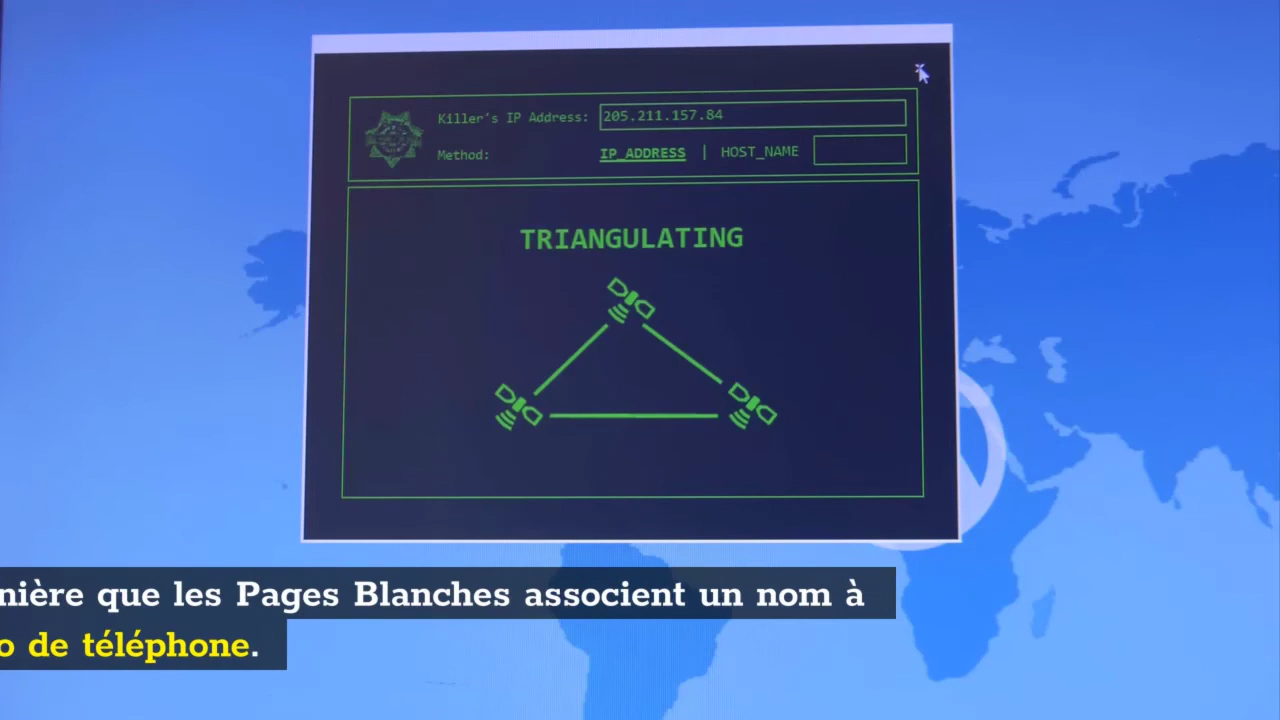 Killer's IP Address: 205.211.157.84
Method: IP_ADDRESS | HOST_NAME
TRIANGULATING
nière que les Pages Blanches associent un nom à
o de téléphone.